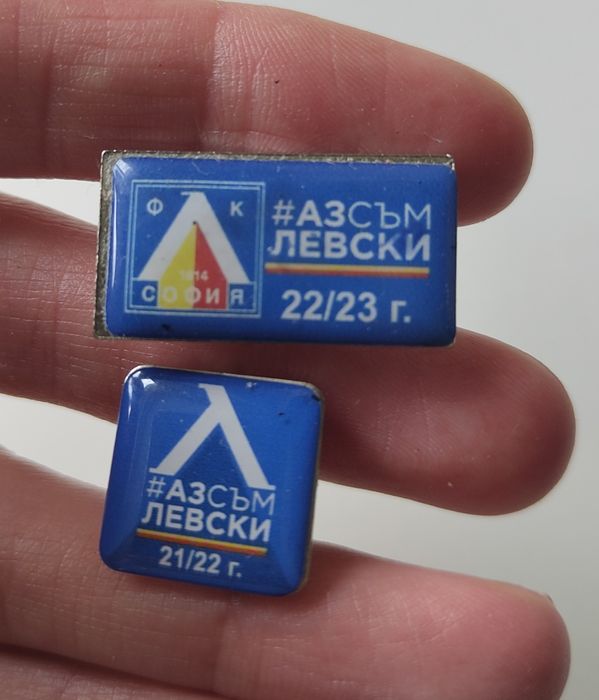 Ф К
1914
СОФИЯ
#АЗСЪМ
ЛЕВСКИ
22/23 г.
#АЗСЪМ
ЛЕВСКИ
21/22 г.